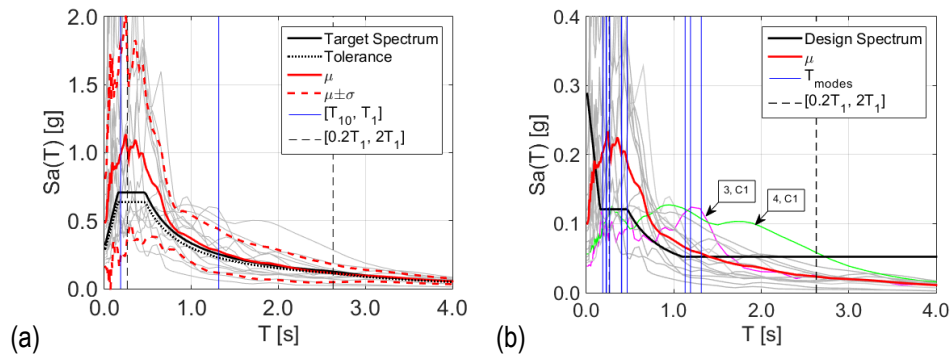 2.0
1.5
1.0
0.5
0.0
0.0
1.0
2.0
3.0
4.0
Sa(T) [g]
T [s]
Target Spectrum
Tolerance
μ
μ±σ
[T10, T1]
[0.2T1, 2T1]
(a)
0.4
0.3
0.2
0.1
0.0
0.0
1.0
2.0
3.0
4.0
Sa(T) [g]
T [s]
Design Spectrum
μ
Tmodes
[0.2T1, 2T1]
3, C1
4, C1
(b)